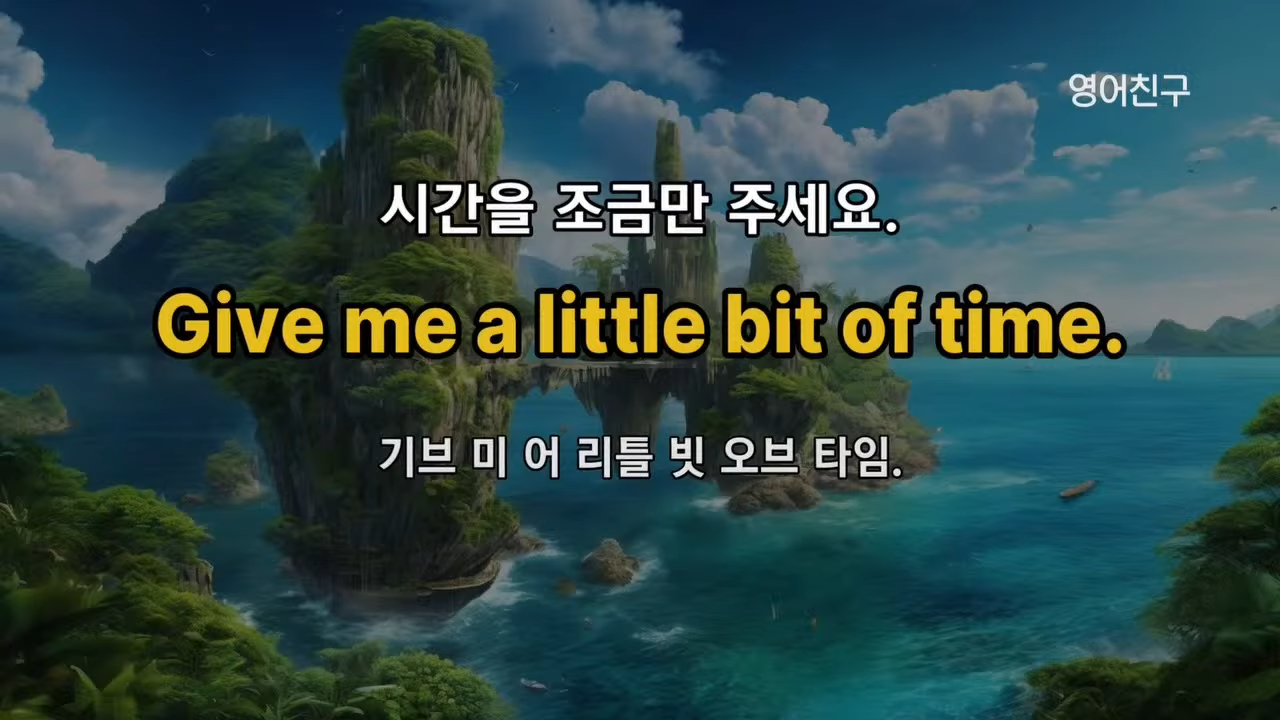 영어친구
시간을 조금만 주세요.
Give me a little bit of time.
기브 미 어 리틀 빗 오브 타임.